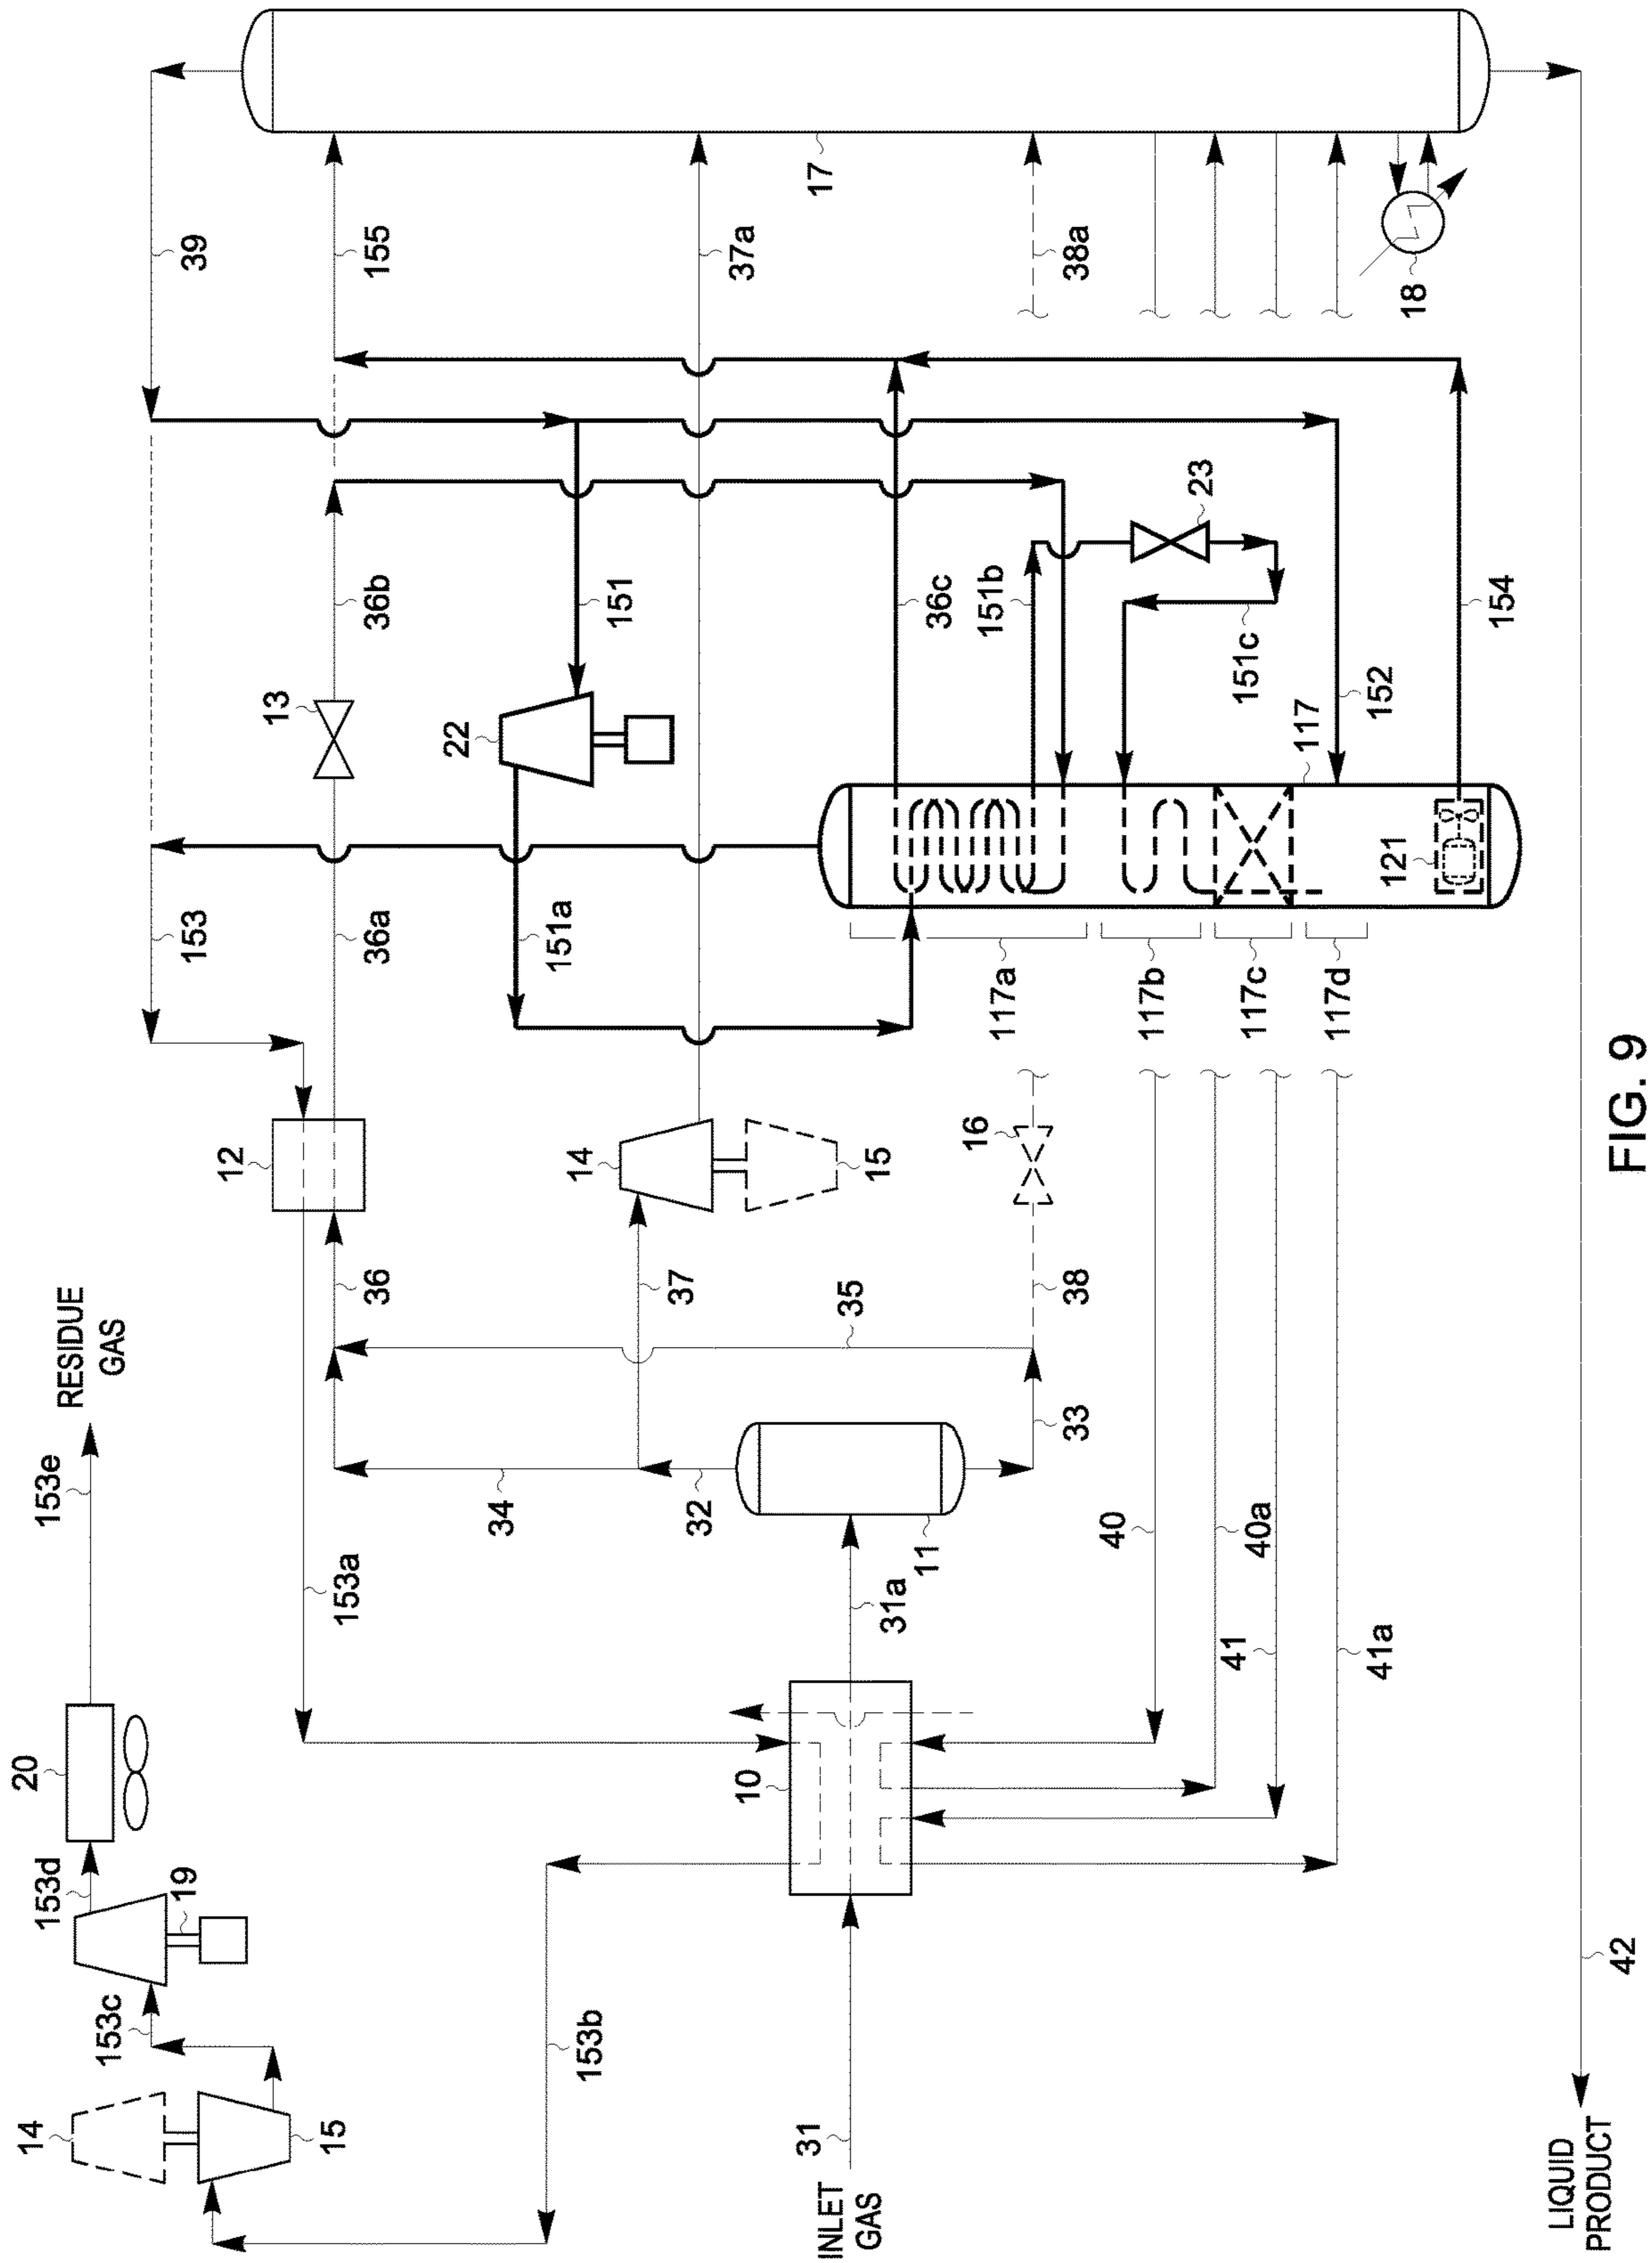 RESIDUE
GAS
20
14
153d
153e
153c
19
153
39
12
13
15
153a
36
36a
36b
155
22
34
151a
14
153b
151
37
32
37a
10
31
INLET
GAS
17
35
15
31a
11
36c
16
151b
117a
33
38
38a
40
117b
23
41
151c
40a
117c
117
117d
41a
152
121
18
154
LIQUID
PRODUCT
42
FIG. 9